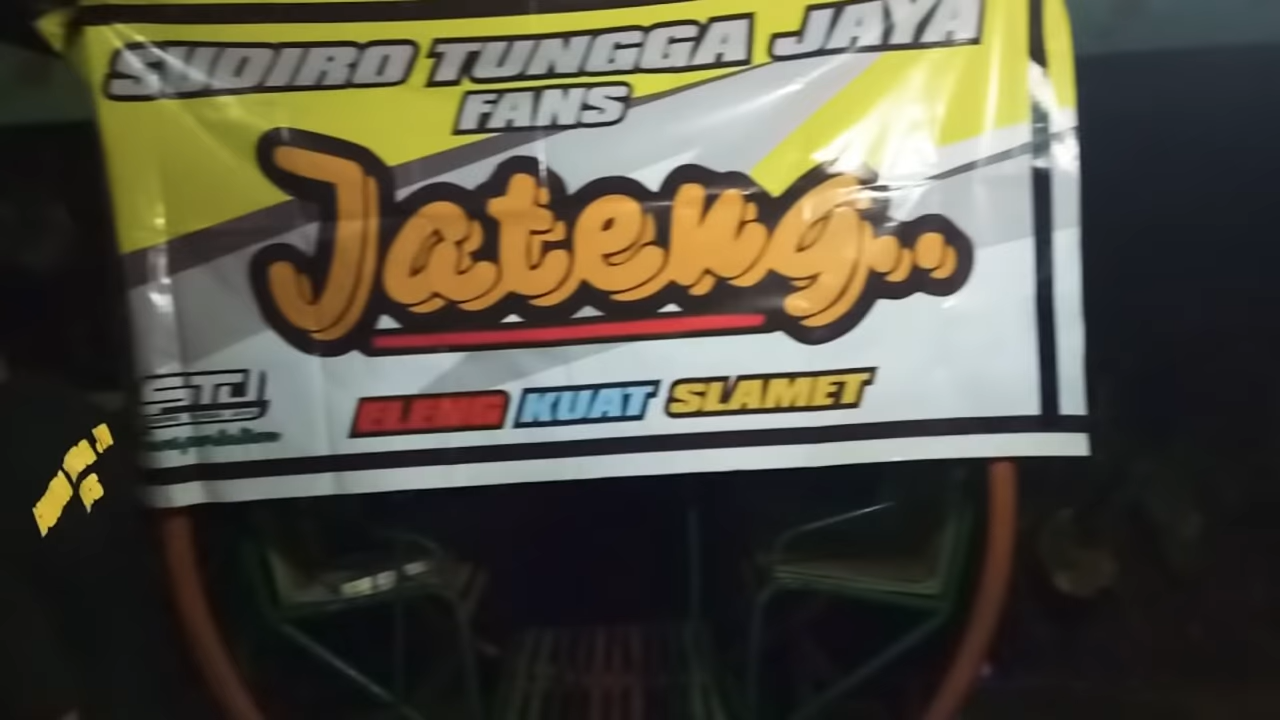 SUDIRO TUNGGA JAYA
FANS
Jateng...
STJ
ELENG KUAT SLAMET